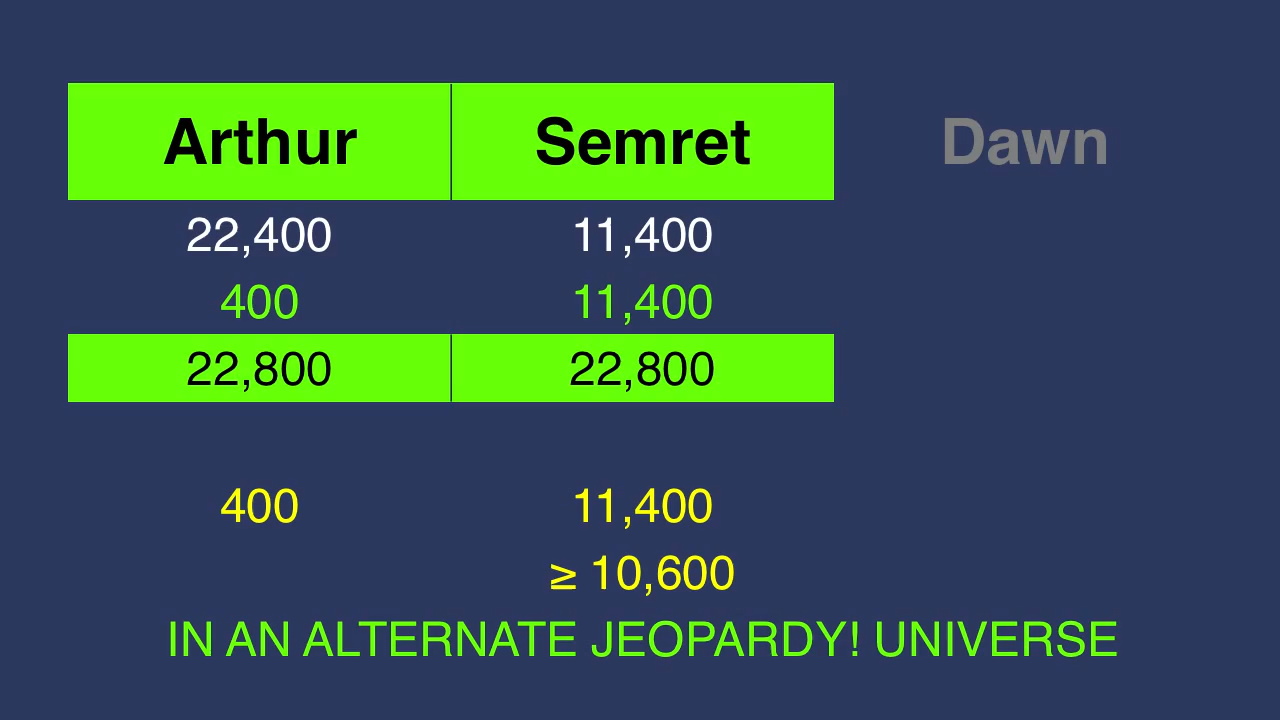 Arthur Semret Dawn
22,400 11,400
400 11,400
22,800 22,800
400 11,400
≥ 10,600
IN AN ALTERNATE JEOPARDY! UNIVERSE